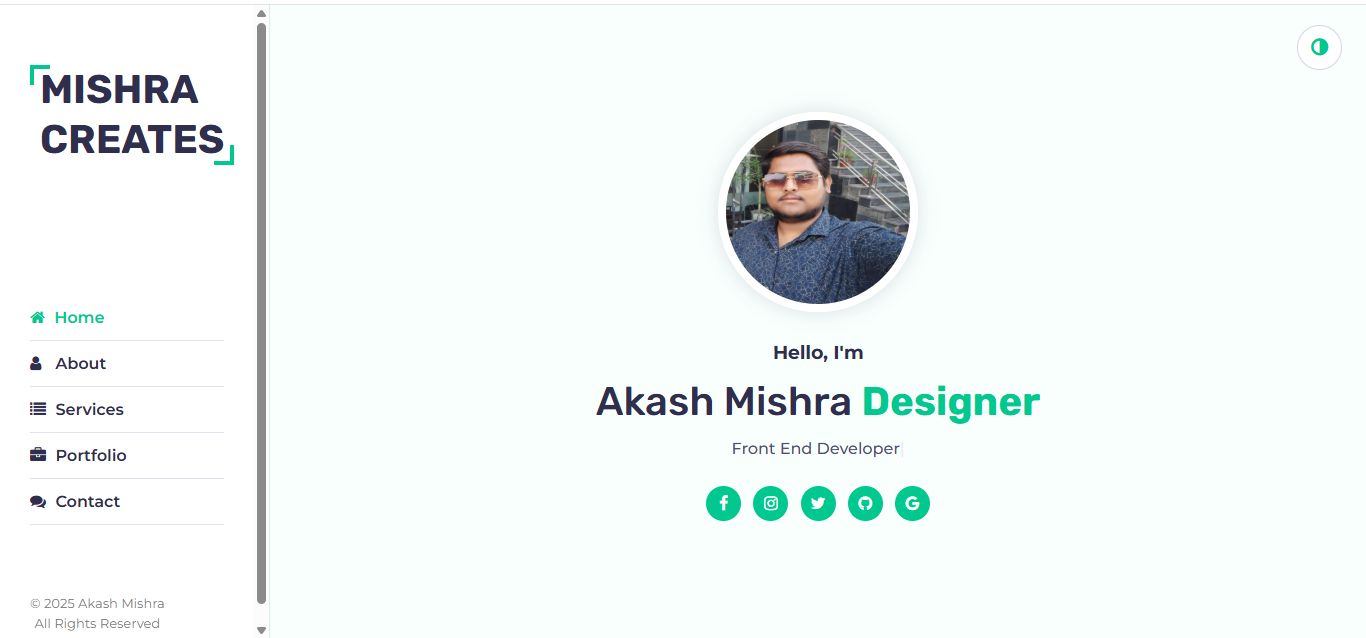 MISHRA
CREATES
Home
About
Services
Portfolio
Contact
© 2025 Akash Mishra
All Rights Reserved
Hello, I'm
Akash Mishra Designer
Front End Developer